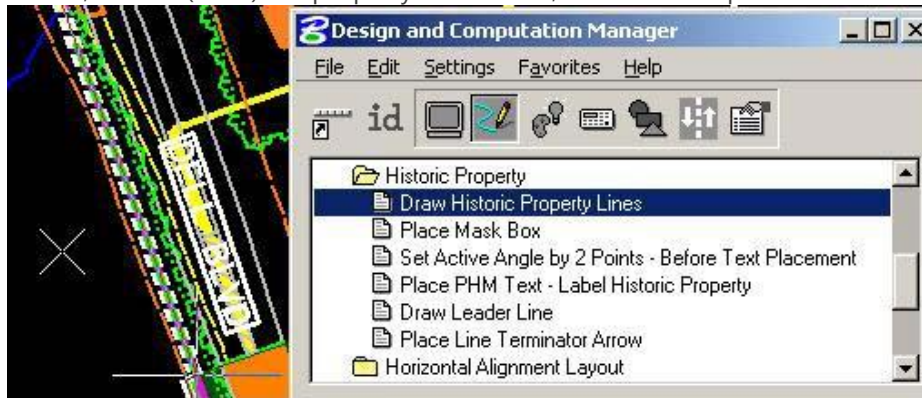 Design and Computation Manager
File Edit Settings Favorites Help
id
Historic Property
Draw Historic Property Lines
Place Mask Box
Set Active Angle by 2 Points - Before Text Placement
Place PHM Text - Label Historic Property
Draw Leader Line
Place Line Terminator Arrow
Horizontal Alignment Layout
BLVD